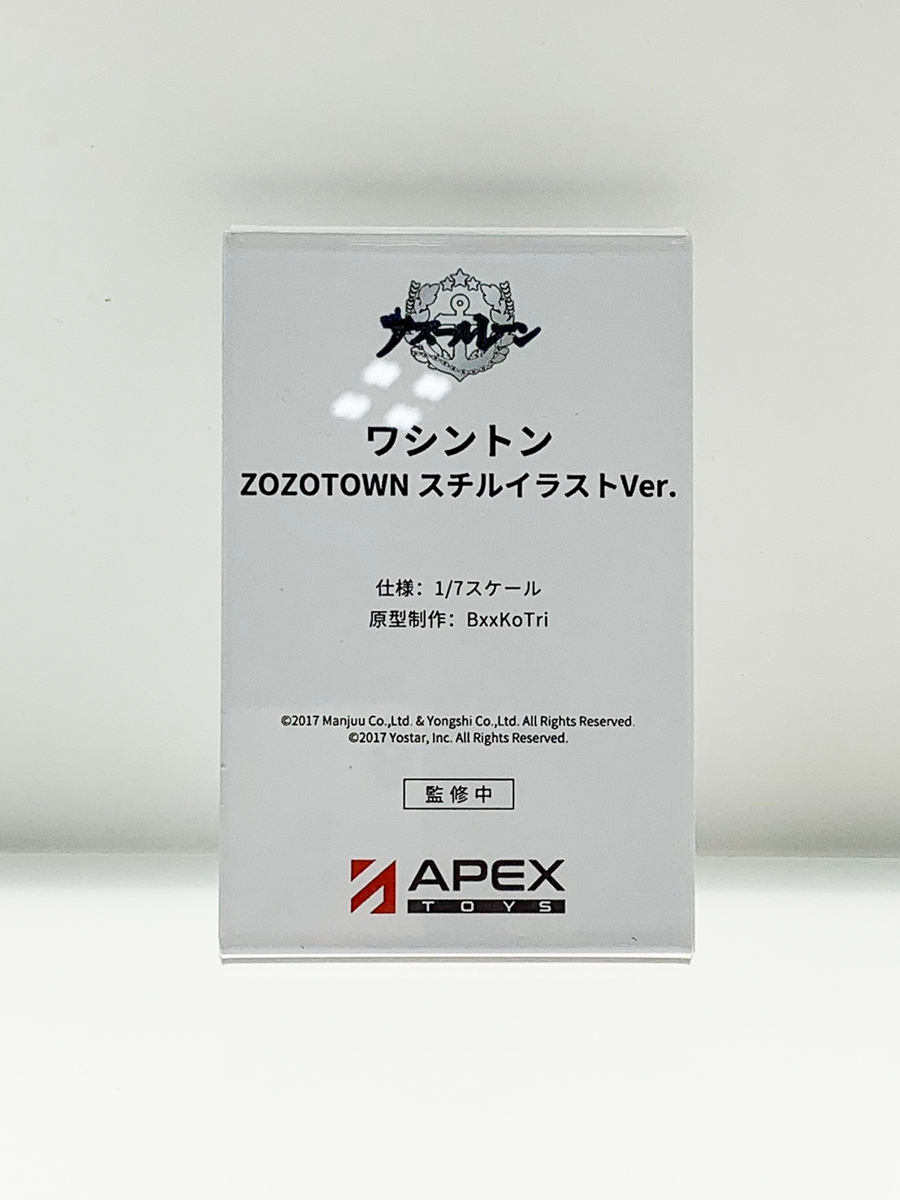 アズールレーン
ワシントン
ZOZOTOWN スチルイラストVer.
仕様：1/7スケール
原型制作：BxxKoTri
©2017 Manjuu Co.,Ltd. & Yongshi Co.,Ltd. All Rights Reserved.
©2017 Yostar, Inc. All Rights Reserved.
監修中
APEX
TOYS